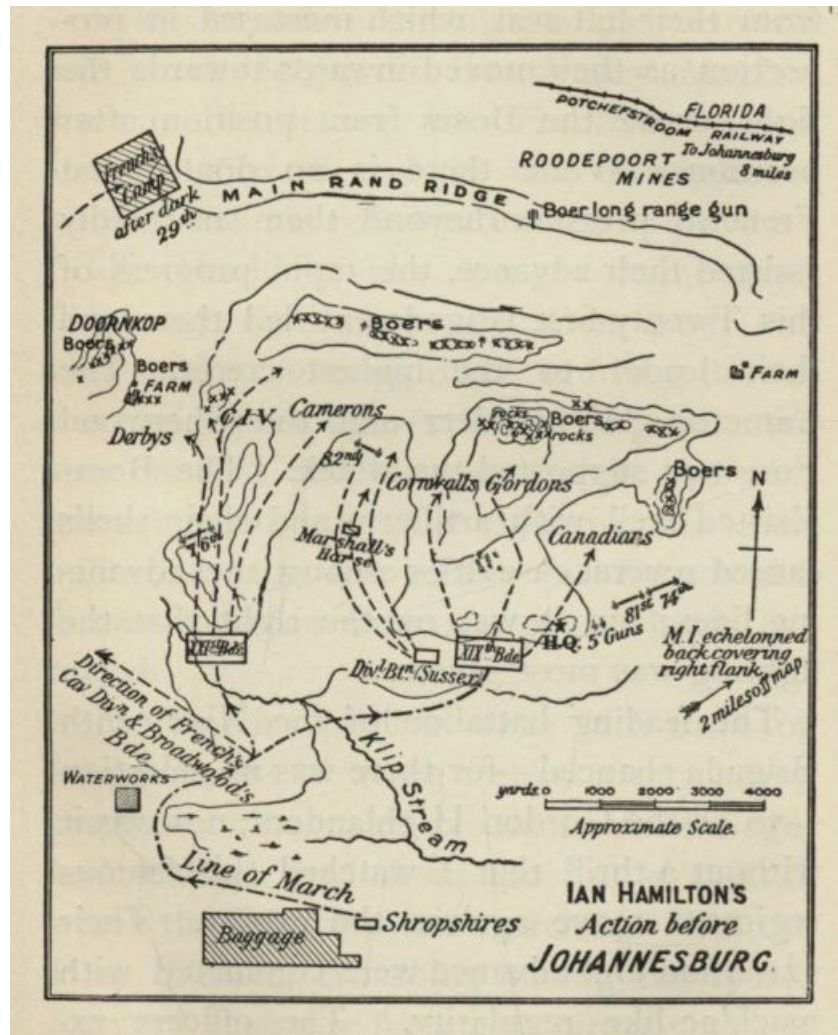 FLORIDA
POTCHEFSTROOM RAILWAY
To Johannesburg
8 miles
ROODEPOORT
MINES
French's
Camp
after dark
29th
MAIN RAND RIDGE
Boer long range gun
DOORNKOP
Boers
Boers
FARM
Boers
FARM
C.I.V.
Camerons
Derbys
rocks
Boers
rocks
82nd
Cornwalls
Gordons
Boers
N
76th
Marshall's
Horse
Canadians
81st
74th
XIXth Bde
H.Q.
5" Guns
Divl. Btn. (Sussex)
M.I. echelonned
back covering
right flank
2 miles off map
Direction of French's
Cav Divn & Broadwood's
Bde
WATERWORKS
Klip Stream
yards. 0 1000 2000 3000 4000
Approximate Scale.
Line of March
Shropshires
Baggage
IAN HAMILTON'S
Action before
JOHANNESBURG.